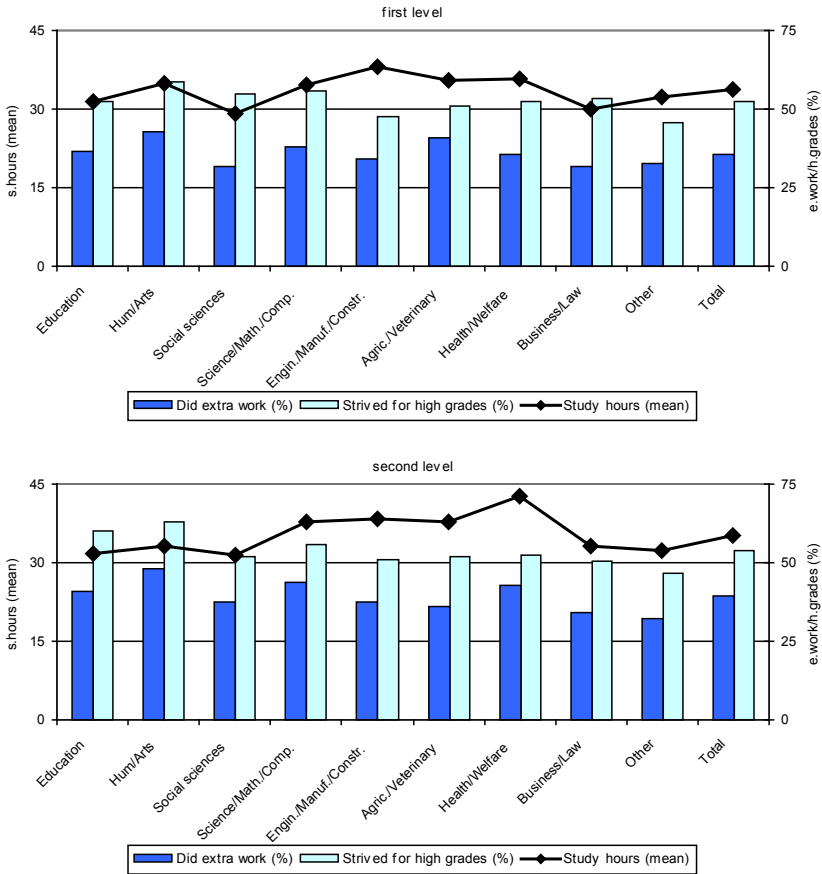 first level
45
30
15
0
s.hours (mean)
75
50
25
0
e.work/h.grades (%)
Education
Hum/Arts
Social sciences
Science/Math./Comp.
Engin./Manuf./Constr.
Agric./Veterinary
Health/Welfare
Business/Law
Other
Total
Did extra work (%) Strived for high grades (%) Study hours (mean)
second level
45
30
15
0
s.hours (mean)
75
50
25
0
e.work/h.grades (%)
Education
Hum/Arts
Social sciences
Science/Math./Comp.
Engin./Manuf./Constr.
Agric./Veterinary
Health/Welfare
Business/Law
Other
Total
Did extra work (%) Strived for high grades (%) Study hours (mean)